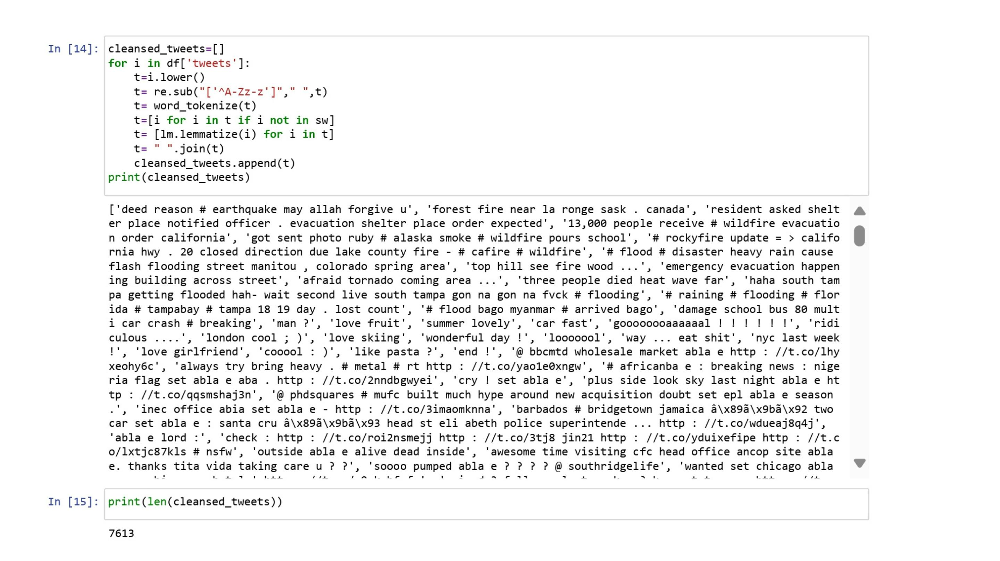 In [14]:
cleansed_tweets=[]
for i in df['tweets']:
    t=i.lower()
    t= re.sub("['^A-Zz-z']"," ",t)
    t= word_tokenize(t)
    t=[i for i in t if i not in sw]
    t= [lm.lemmatize(i) for i in t]
    t= " ".join(t)
    cleansed_tweets.append(t)
print(cleansed_tweets)
['deed reason # earthquake may allah forgive u', 'forest fire near la ronge sask . canada', 'resident asked shelt
er place notified officer . evacuation shelter place order expected', '13,000 people receive # wildfire evacuatio
n order california', 'got sent photo ruby # alaska smoke # wildfire pours school', '# rockyfire update = > califo
rnia hwy . 20 closed direction due lake county fire - # cafire # wildfire', '# flood # disaster heavy rain cause
flash flooding street manitou , colorado spring area', 'top hill see fire wood ...', 'emergency evacuation happen
ing building across street', 'afraid tornado coming area ...', 'three people died heat wave far', 'haha south tam
pa getting flooded hah- wait second live south tampa gon na gon na fvck # flooding', '# raining # flooding # flor
ida # tampabay # tampa 18 19 day . lost count', '# flood bago myanmar # arrived bago', 'damage school bus 80 mult
i car crash # breaking', 'man ?', 'love fruit', 'summer lovely', 'car fast', 'goooooooaaaaaal ! ! ! ! ! !', 'ridi
culous ....', 'london cool ; )', 'love skiing', 'wonderful day !', 'looooool', 'way ... eat shit', 'nyc last week
!', 'love girlfriend', 'cooool : )', 'like pasta ?', 'end !', '@ bbcmtd wholesale market abla e http : //t.co/lhy
xeohy6c', 'always try bring heavy . # metal # rt http : //t.co/yao1e0xngw', '# africanba e : breaking news : nige
ria flag set abla e aba . http : //t.co/2nndbgwyei', 'cry ! set abla e', 'plus side look sky last night abla e ht
tp : //t.co/qqsmshaj3n', '@ phdsquares # mufc built much hype around new acquisition doubt set epl abla e season
.', 'inec office abia set abla e - http : //t.co/3imaomknna', 'barbados # bridgetown jamaica â\x89ã\x9bã\x92 two
car set abla e : santa cru â\x89ã\x9bã\x93 head st eli abeth police superintende ... http : //t.co/wdueaj8q4j',
'abla e lord :', 'check : http : //t.co/roi2nsmejj http : //t.co/3tj8 jin21 http : //t.co/yduixefipe http : //t.c
o/lxtjc87kls # nsfw', 'outside abla e alive dead inside', 'awesome time visiting cfc head office ancop site abla
e. thanks tita vida taking care u ? ?', 'soooo pumped abla e ? ? ? ? @ southridgelife', 'wanted set chicago abla
In [15]:
print(len(cleansed_tweets))
7613